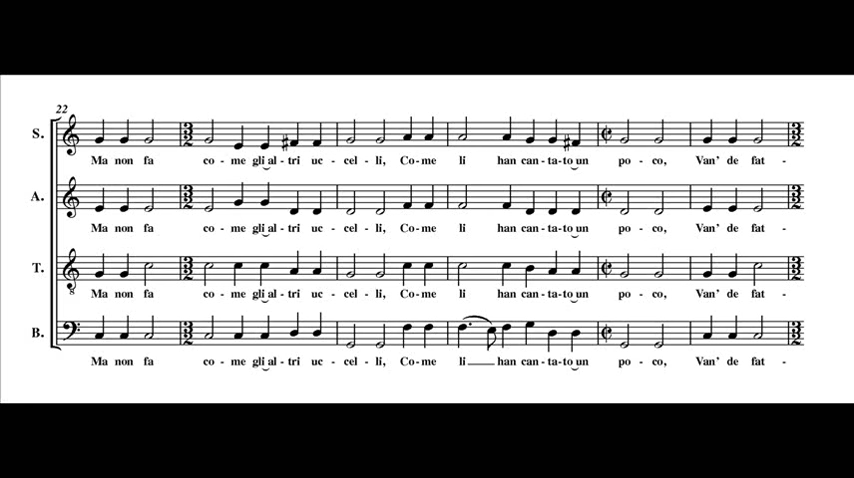 22
S.
Ma non fa co - me gli al - tri uc - cel - li, Co - me li han can - ta - to un po - co, Van' de fat -
A.
Ma non fa co - me gli al - tri uc - cel - li, Co - me li han can - ta - to un po - co, Van' de fat -
T.
8
Ma non fa co - me gli al - tri uc - cel - li, Co - me li han can - ta - to un po - co, Van' de fat -
B.
Ma non fa co - me gli al - tri uc - cel - li, Co - me li han can - ta - to un po - co, Van' de fat -